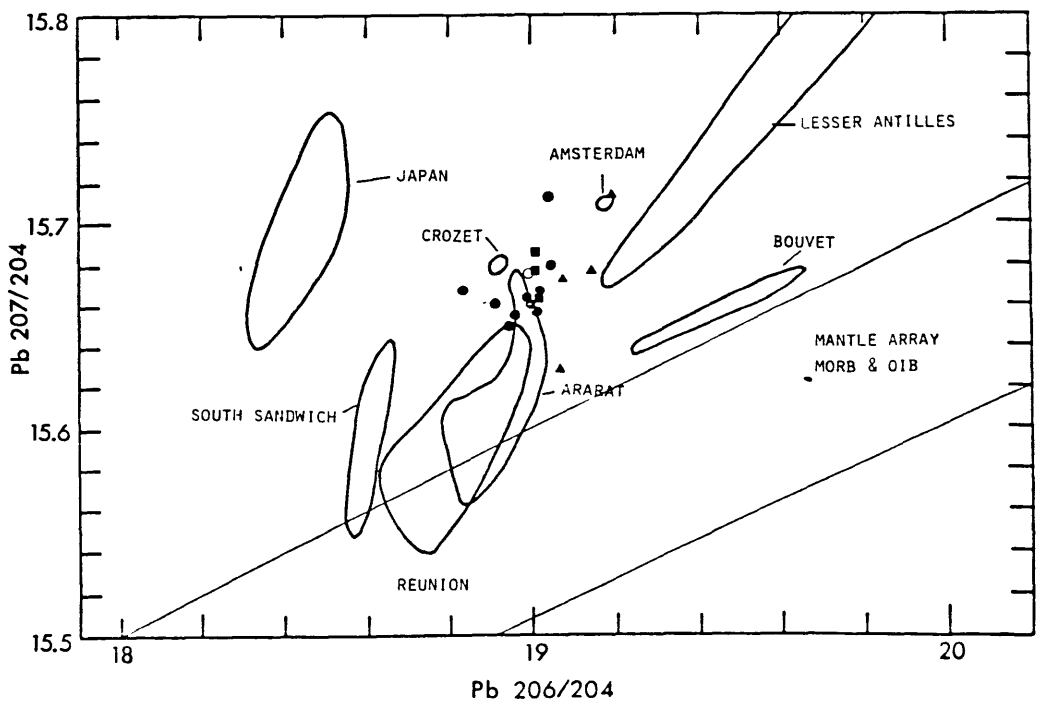 15.8
LESSER ANTILLES
AMSTERDAM
JAPAN
15.7
CROZET
BOUVET
Pb 207/204
MANTLE ARRAY
MORB & OIB
ARARAT
SOUTH SANDWICH
15.6
REUNION
15.5
18
19
20
Pb 206/204